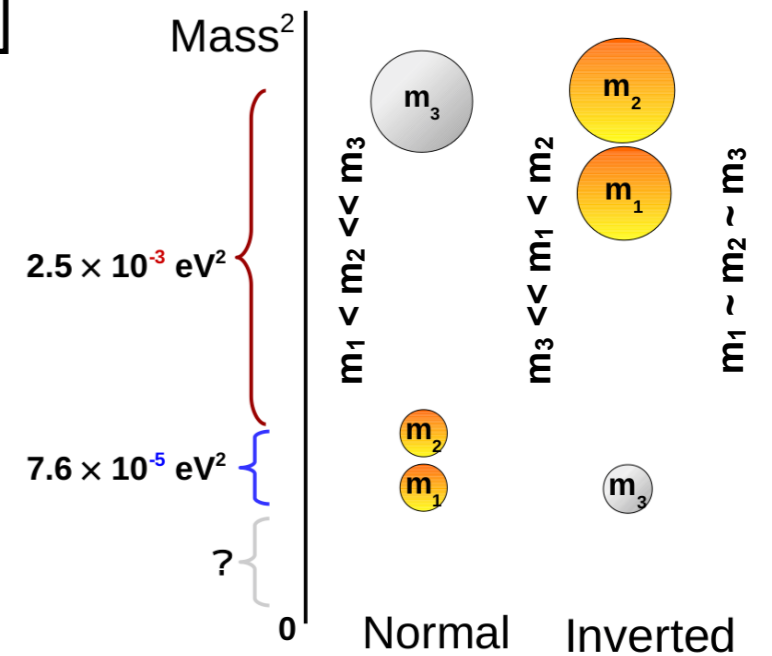 Mass²
m₃
m₂
m₁
m₁ < m₂ << m₃
m₃ << m₁ < m₂
m₁ ~ m₂ ~ m₃
2.5 × 10⁻³ eV²
m₂
7.6 × 10⁻⁵ eV²
m₁
m₃
?
0
Normal
Inverted